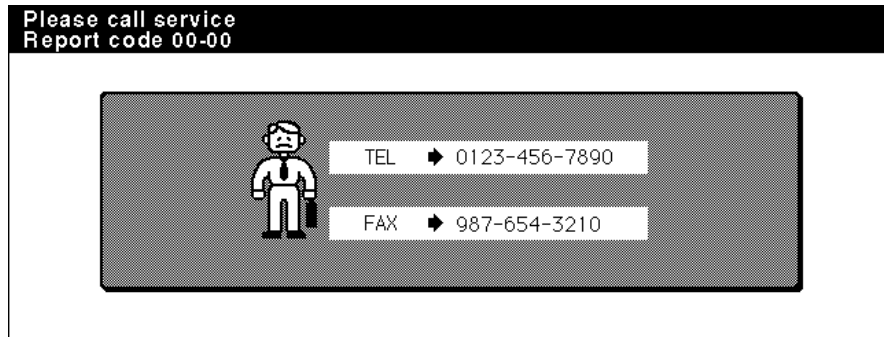 Please call service
Report code 00-00
TEL 🡆 0123-456-7890
FAX 🡆 987-654-3210